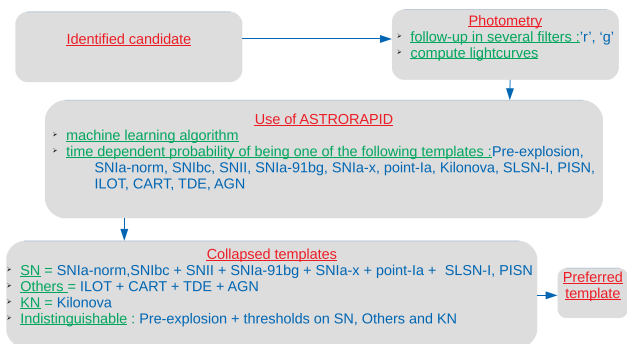 Identified candidate
Photometry
➢ follow-up in several filters :'r', 'g'
➢ compute lightcurves
Use of ASTRORAPID
➢ machine learning algorithm
➢ time dependent probability of being one of the following templates :Pre-explosion,
SNIa-norm, SNIbc, SNII, SNIa-91bg, SNIa-x, point-Ia, Kilonova, SLSN-I, PISN,
ILOT, CART, TDE, AGN
Collapsed templates
➢ SN = SNIa-norm,SNIbc + SNII + SNIa-91bg + SNIa-x + point-Ia + SLSN-I, PISN
➢ Others = ILOT + CART + TDE + AGN
➢ KN = Kilonova
➢ Indistinguishable : Pre-explosion + thresholds on SN, Others and KN
Preferred
template